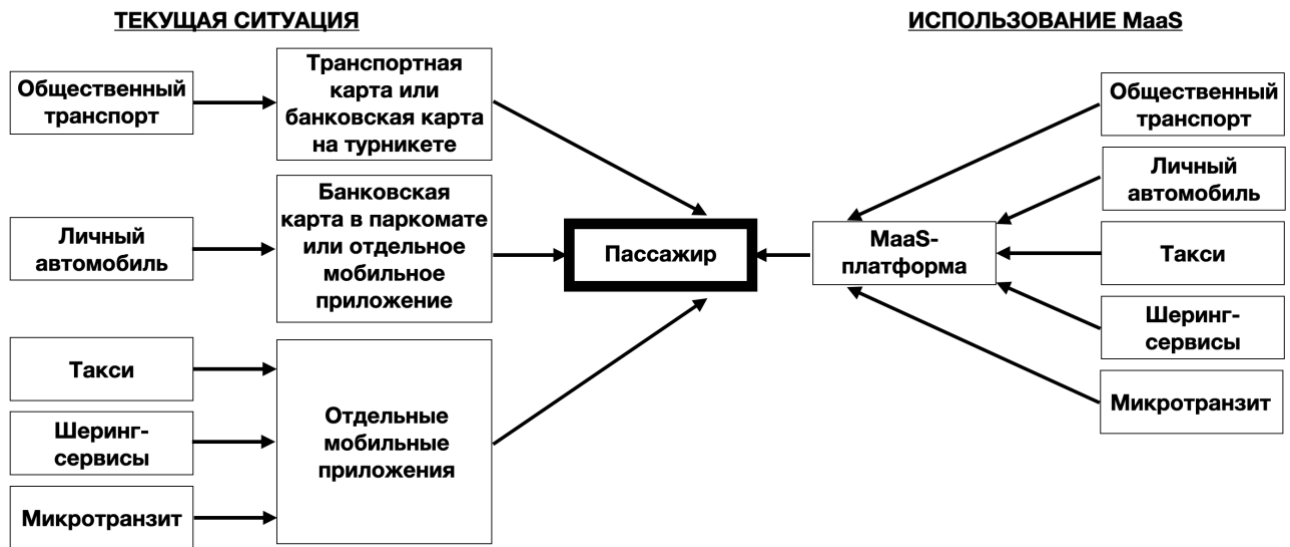 ТЕКУЩАЯ СИТУАЦИЯ
Общественный
транспорт
Транспортная
карта или
банковская карта
на турникете
Личный
автомобиль
Банковская
карта в паркомате
или отдельное
мобильное
приложение
Такси
Шеринг-
сервисы
Микротранзит
Отдельные
мобильные
приложения
Пассажир
ИСПОЛЬЗОВАНИЕ MaaS
MaaS-
платформа
Общественный
транспорт
Личный
автомобиль
Такси
Шеринг-
сервисы
Микротранзит